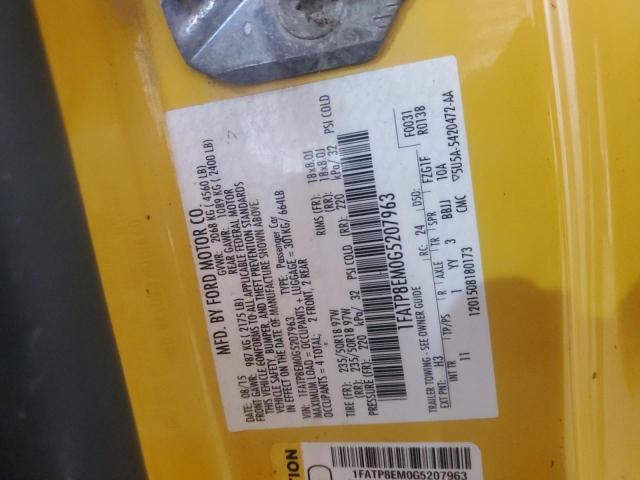 MFD. BY FORD MOTOR CO.
GVWR: 2068 KG ( 4560 LB)
08/15
FRONT GAWR: 987 KG ( 2175 LB) REAR GAWR: 1089 KG ( 2400 LB)
THIS VEHICLE CONFORMS TO ALL APPLICABLE FEDERAL MOTOR
VEHICLE SAFETY, BUMPER, AND THEFT PREVENTION STANDARDS
IN EFFECT ON THE DATE OF MANUFACTURE SHOWN ABOVE.
VIN: 1FATP8EM0G5207963 TYPE: Passenger Car
MAXIMUM LOAD = OCCUPANTS + LUGGAGE = 301KG/ 664LB
OCCUPANTS = 4 TOTAL; 2 FRONT, 2 REAR
TIRE (FR): 235/50R18 97W RIMS (FR): 18x8.0J
(RR): 235/50R18 97W (RR): 18x8.0J
PRESSURE (FR): 220 kPa/ 32 PSI COLD (RR): 220 kPa/ 32 PSI COLD
1FATP8EM0G5207963
F0031
TRAILER TOWING - SEE OWNER GUIDE RC: 24 DSO: R0138
EXT PNT: H3 FZG1F
INT TR TP/PS R AXLE TR SPR 10A
11 1 YY 3 BBJJ
CMC ▽5U5A-5420472-AA
1201508180173
TION
1FATP8EM0G5207963